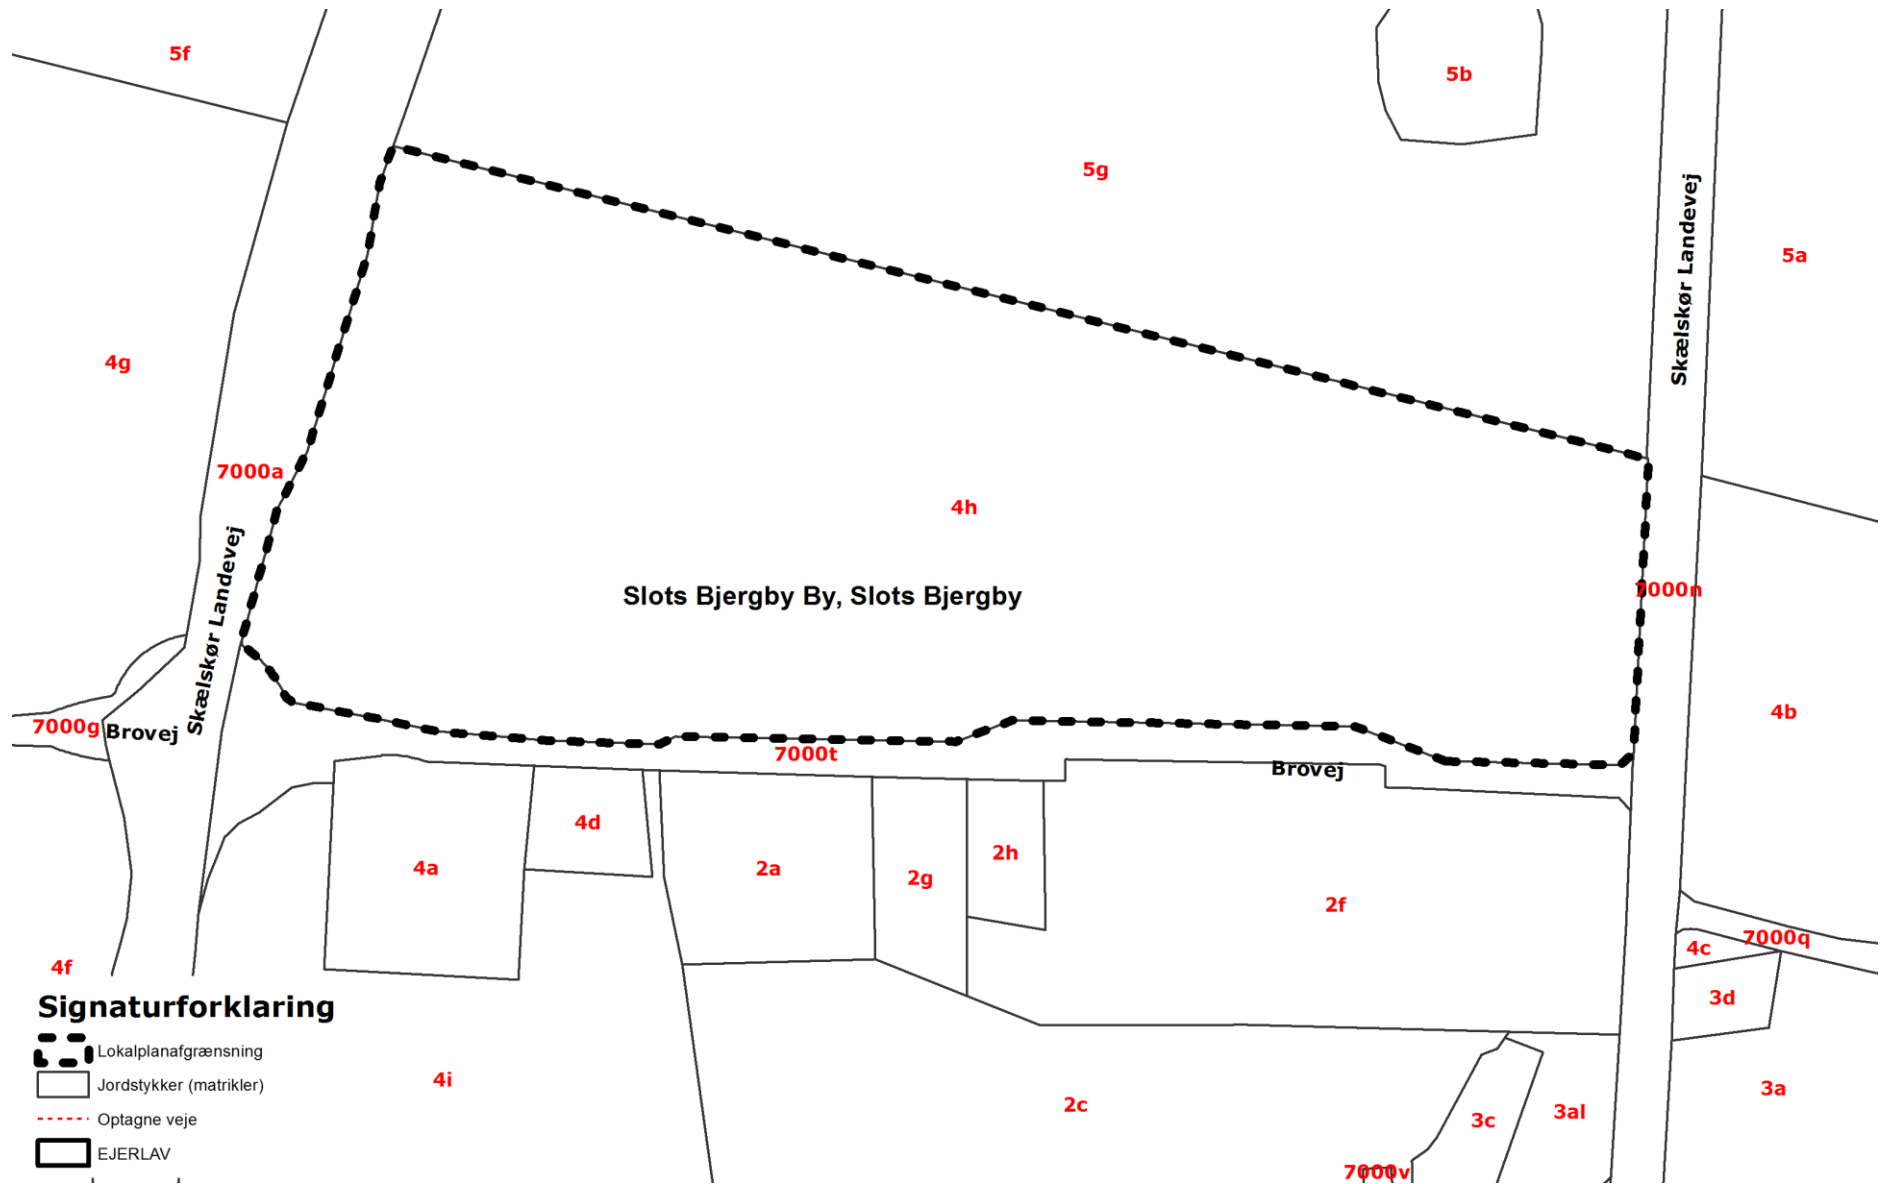 5f
5b
5g
Skælskør Landevej
5a
4g
7000a
4h
Skælskør Landevej
Slots Bjergby By, Slots Bjergby
7000n
7000g
Brovej
7000t
4b
Brovej
4d
4a
2a
2g
2h
2f
7000q
4c
4f
3d
Signaturforklaring
Lokalplanafgrænsning
Jordstykker (matrikler)
Optagne veje
EJERLAV
4i
2c
3c
3al
3a
7000v